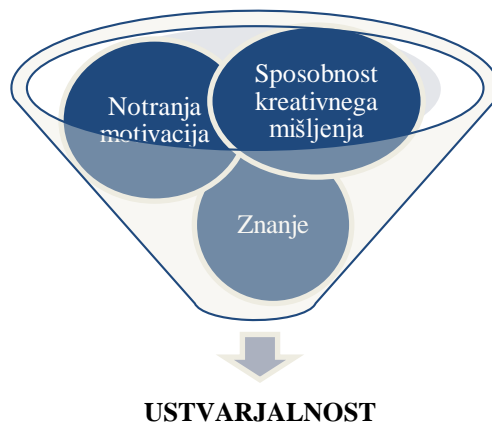 Notranja
motivacija
Sposobnost
kreativnega
mišljenja
Znanje
USTVARJALNOST